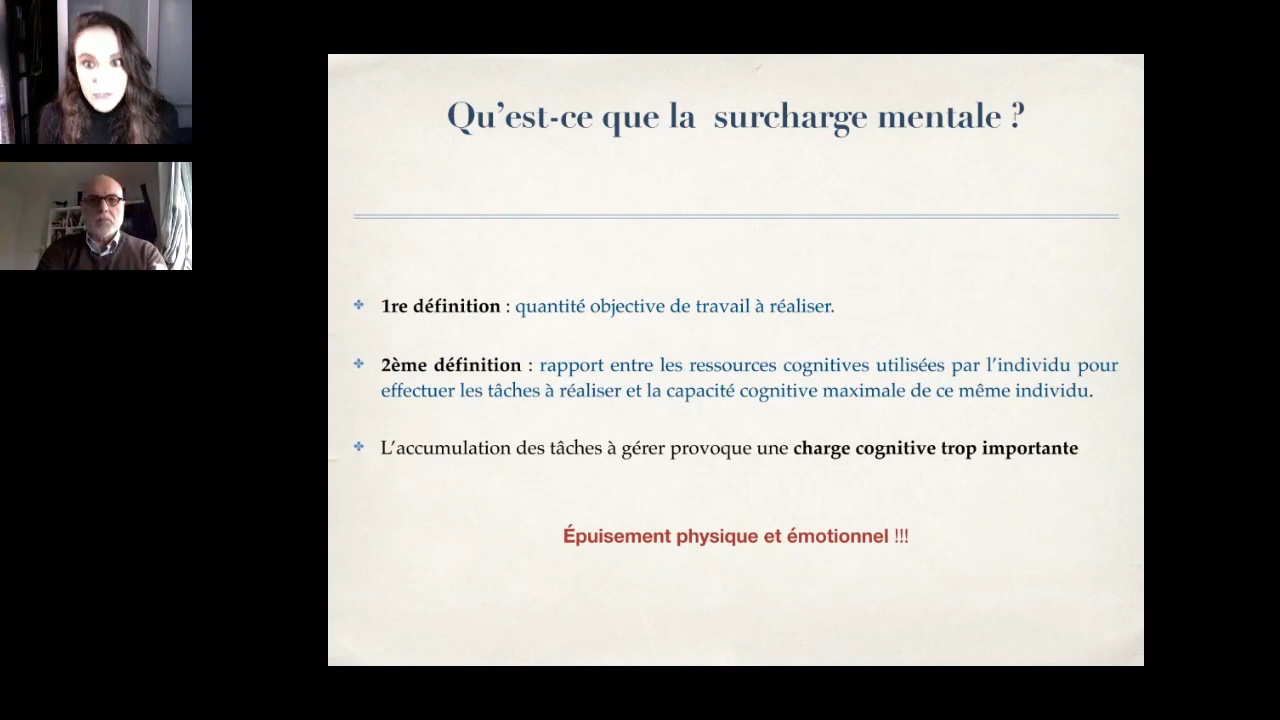 Qu'est-ce que la  surcharge mentale ?
1re définition : quantité objective de travail à réaliser.
2ème définition : rapport entre les ressources cognitives utilisées par l'individu pour
effectuer les tâches à réaliser et la capacité cognitive maximale de ce même individu.
L'accumulation des tâches à gérer provoque une charge cognitive trop importante
Épuisement physique et émotionnel !!!